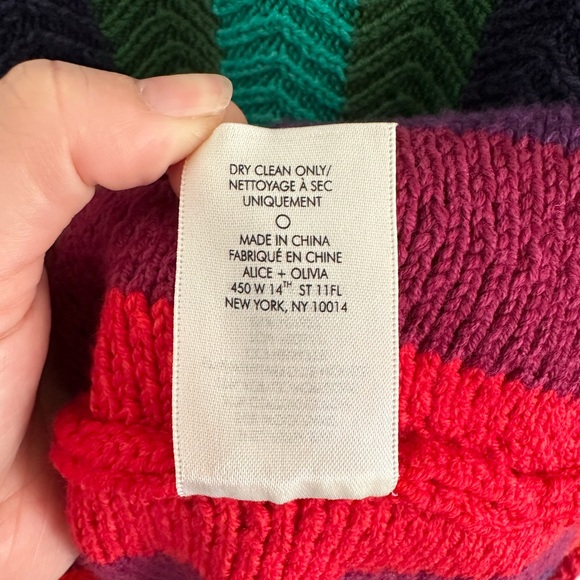 DRY CLEAN ONLY/
NETTOYAGE À SEC
UNIQUEMENT
MADE IN CHINA
FABRIQUÉ EN CHINE
ALICE + OLIVIA
450 W 14TH ST 11FL
NEW YORK, NY 10014